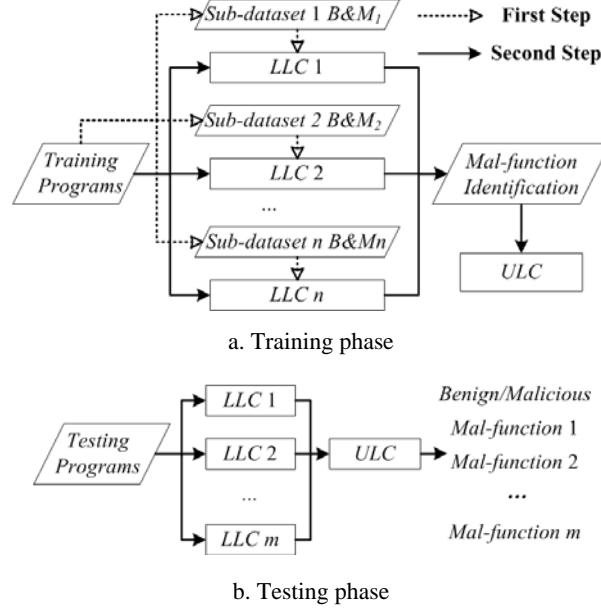 Sub-dataset 1 B&M1
First Step
LLC 1
Second Step
Sub-dataset 2 B&M2
Training
Programs
LLC 2
Mal-function
Identification
...
Sub-dataset n B&Mn
ULC
LLC n
a. Training phase
Testing
Programs
LLC 1
LLC 2
...
LLC m
ULC
Benign/Malicious
Mal-function 1
Mal-function 2
...
Mal-function m
b. Testing phase